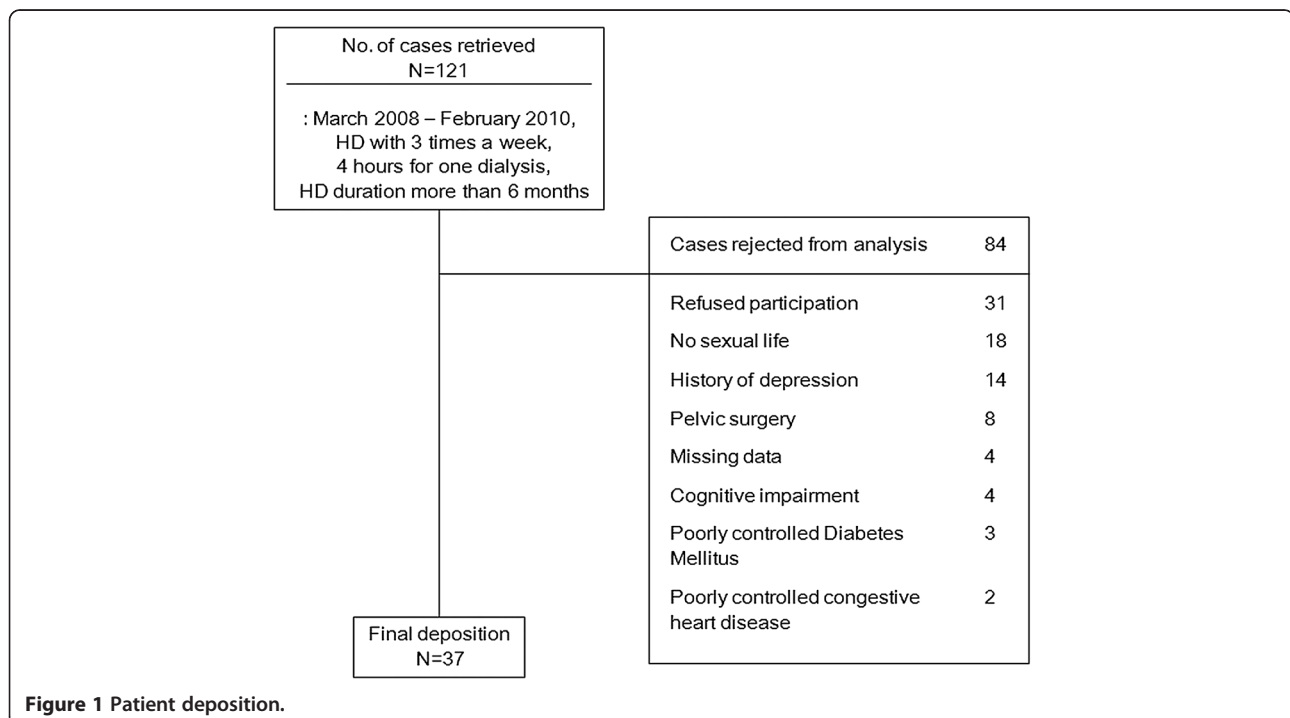 No. of cases retrieved
N=121
: March 2008 – February 2010,
HD with 3 times a week,
4 hours for one dialysis,
HD duration more than 6 months
Cases rejected from analysis 84
Refused participation 31
No sexual life 18
History of depression 14
Pelvic surgery 8
Missing data 4
Cognitive impairment 4
Poorly controlled Diabetes 3
Mellitus
Poorly controlled congestive 2
heart disease
Final deposition
N=37
Figure 1 Patient deposition.